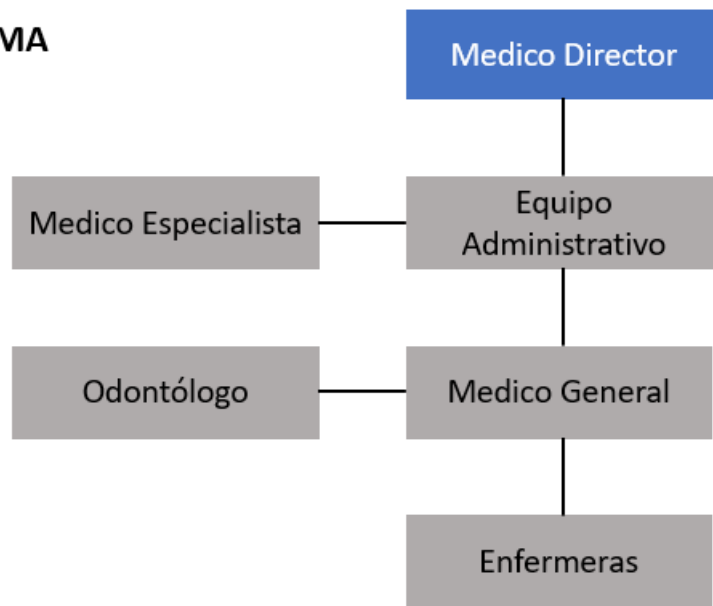 MA
Medico Director
Medico Especialista
Equipo
Administrativo
Odontólogo
Medico General
Enfermeras